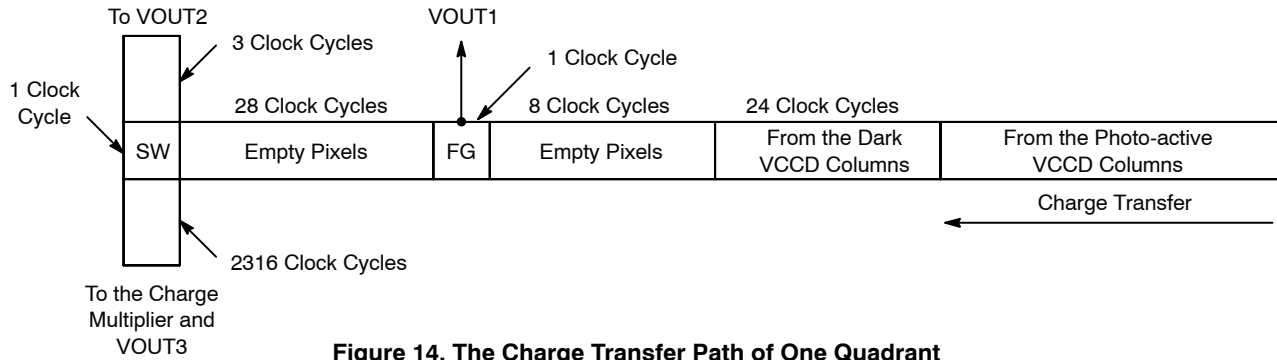 To VOUT2
VOUT1
3 Clock Cycles
1 Clock Cycle
1 Clock
Cycle
28 Clock Cycles
8 Clock Cycles
24 Clock Cycles
SW
Empty Pixels
FG
Empty Pixels
From the Dark
VCCD Columns
From the Photo-active
VCCD Columns
Charge Transfer
2316 Clock Cycles
To the Charge
Multiplier and
VOUT3
Figure 14. The Charge Transfer Path of One Quadrant